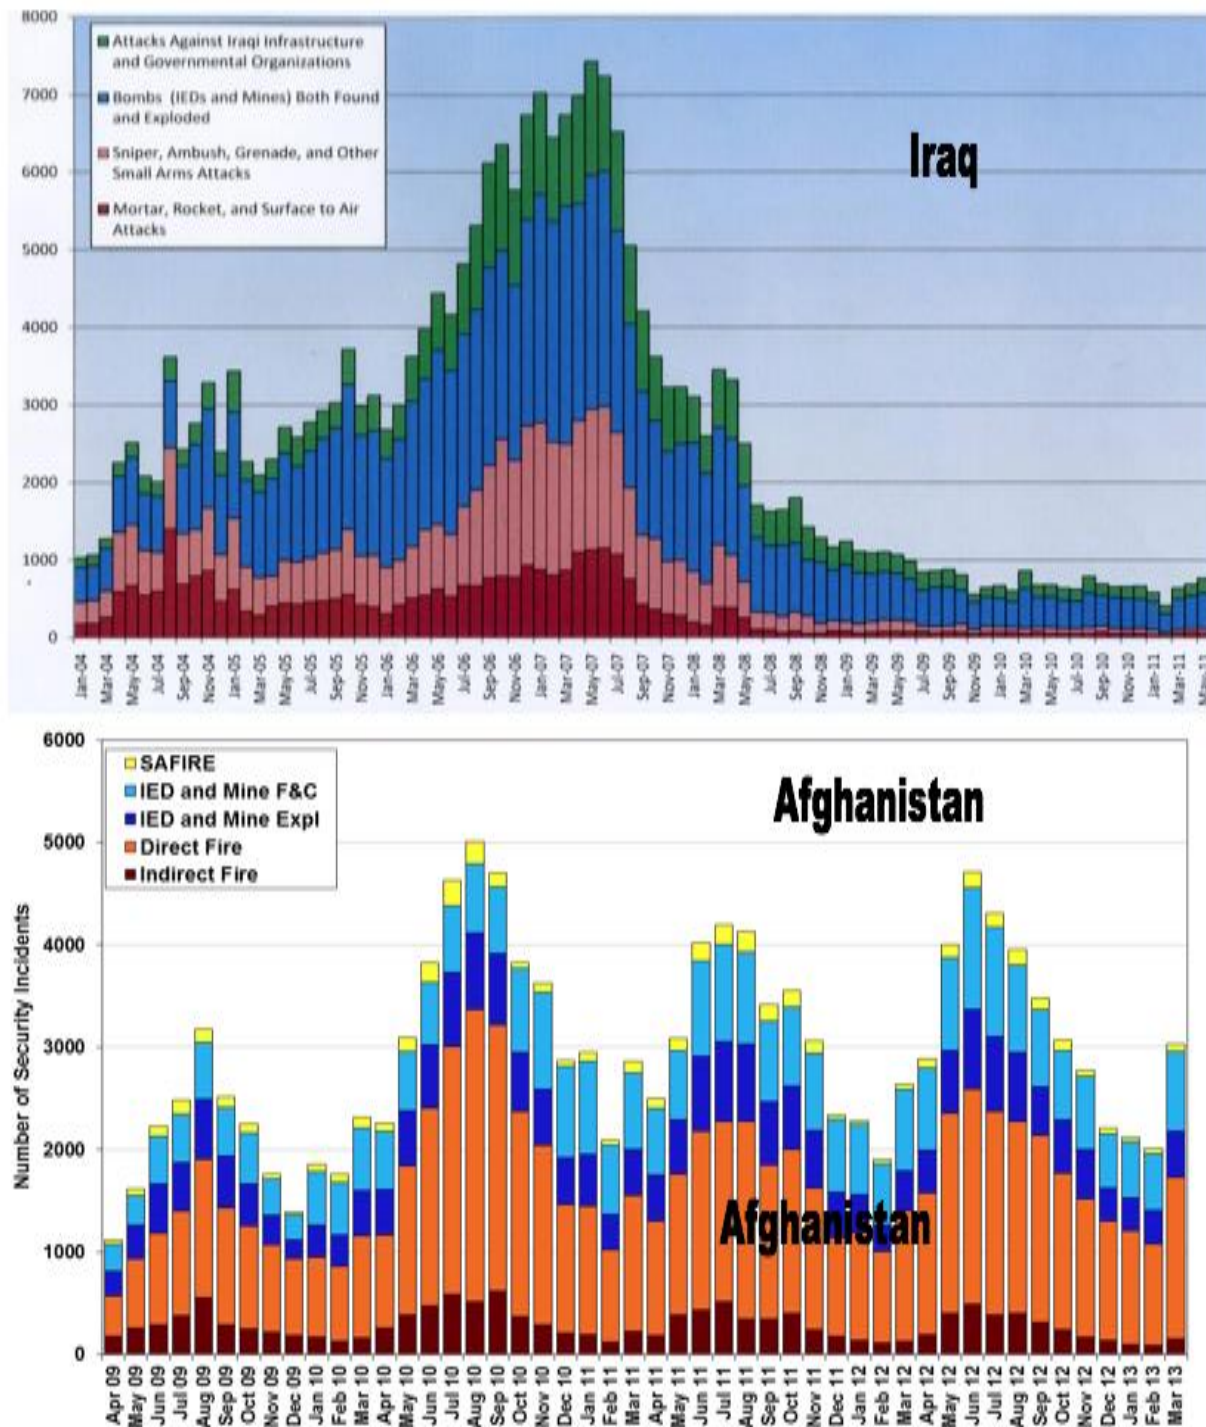 8000
7000
6000
5000
4000
3000
2000
1000
0
Attacks Against Iraqi Infrastructure
and Governmental Organizations
Bombs (IEDs and Mines) Both Found
and Exploded
Sniper, Ambush, Grenade, and Other
Small Arms Attacks
Mortar, Rocket, and Surface to Air
Attacks
Iraq
Jan-04
Mar-04
May-04
Jul-04
Sep-04
Nov-04
Jan-05
Mar-05
May-05
Jul-05
Sep-05
Nov-05
Jan-06
Mar-06
May-06
Jul-06
Sep-06
Nov-06
Jan-07
Mar-07
May-07
Jul-07
Sep-07
Nov-07
Jan-08
Mar-08
May-08
Jul-08
Sep-08
Nov-08
Jan-09
Mar-09
May-09
Jul-09
Sep-09
Nov-09
Jan-10
Mar-10
May-10
Jul-10
Sep-10
Nov-10
Jan-11
Mar-11
May-11
6000
5000
4000
3000
2000
1000
0
Number of Security Incidents
SAFIRE
IED and Mine F&C
IED and Mine Expl
Direct Fire
Indirect Fire
Afghanistan
Afghanistan
Apr 09
May 09
Jun 09
Jul 09
Aug 09
Sep 09
Oct 09
Nov 09
Dec 09
Jan 10
Feb 10
Mar 10
Apr 10
May 10
Jun 10
Jul 10
Aug 10
Sep 10
Oct 10
Nov 10
Dec 10
Jan 11
Feb 11
Mar 11
Apr 11
May 11
Jun 11
Jul 11
Aug 11
Sep 11
Oct 11
Nov 11
Dec 11
Jan 12
Feb 12
Mar 12
Apr 12
May 12
Jun 12
Jul 12
Aug 12
Sep 12
Oct 12
Nov 12
Dec 12
Jan 13
Feb 13
Mar 13